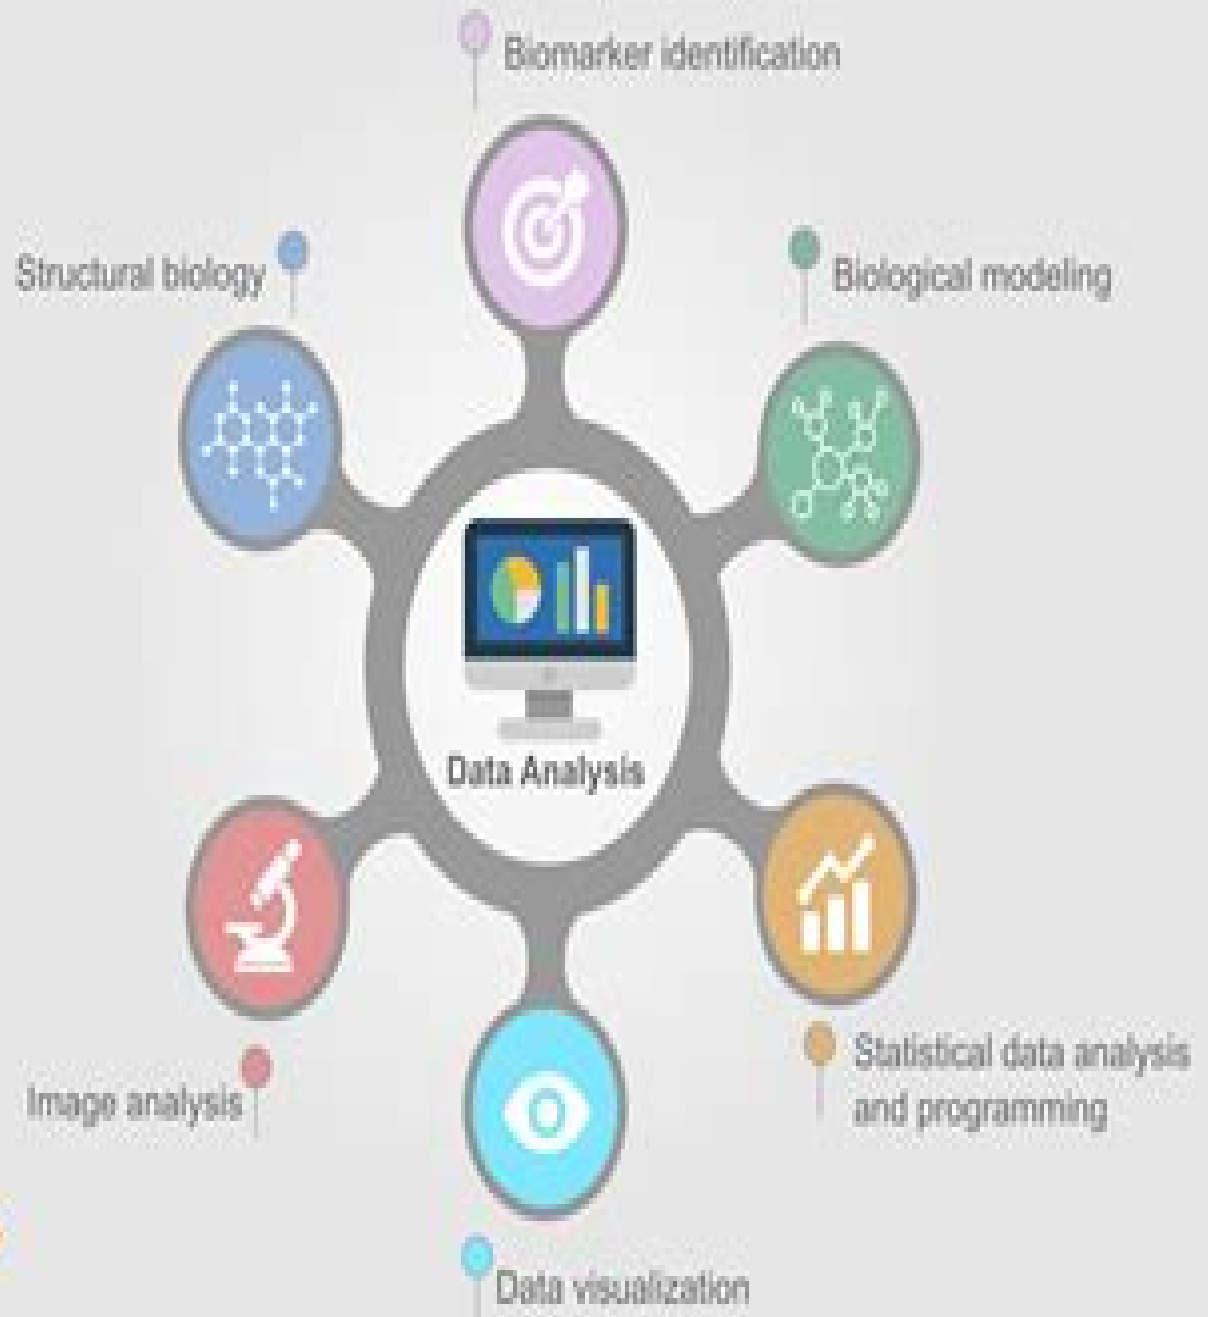 Biomarker identification
Structural biology
Biological modeling
Data Analysis
Image analysis
Statistical data analysis
and programming
Data visualization